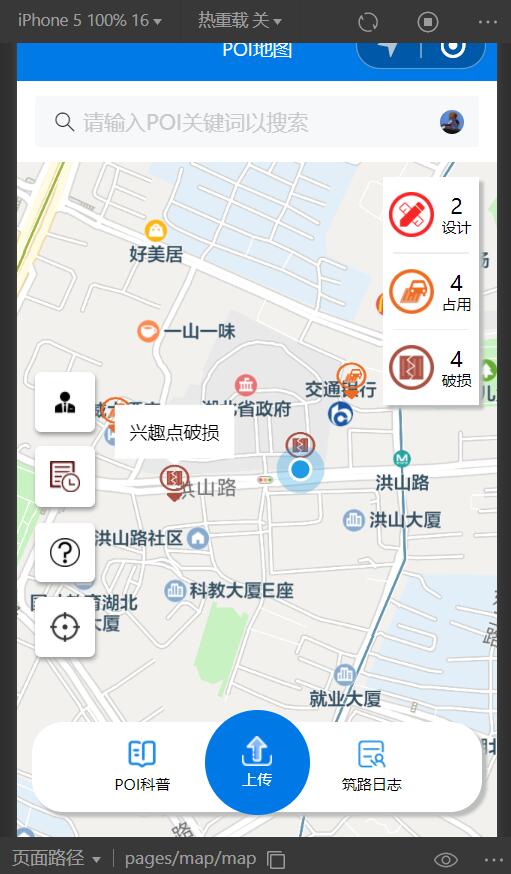 iPhone 5 100% 16
热重载 关
POI地图
请输入POI关键词以搜索
2
设计
4
占用
4
破损
好美居
一山一味
交通银行
湖北省政府
兴趣点破损
洪山路
洪山路
洪山大厦
洪山路社区
科教大厦E座
教育湖北
大厦
就业大厦
路
POI科普
上传
筑路日志
页面路径
pages/map/map